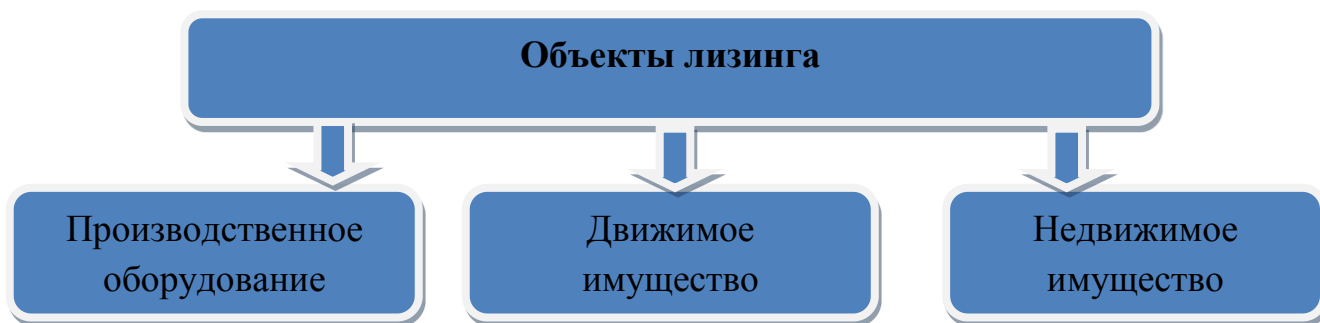 Объекты лизинга
Производственное
оборудование
Движимое
имущество
Недвижимое
имущество